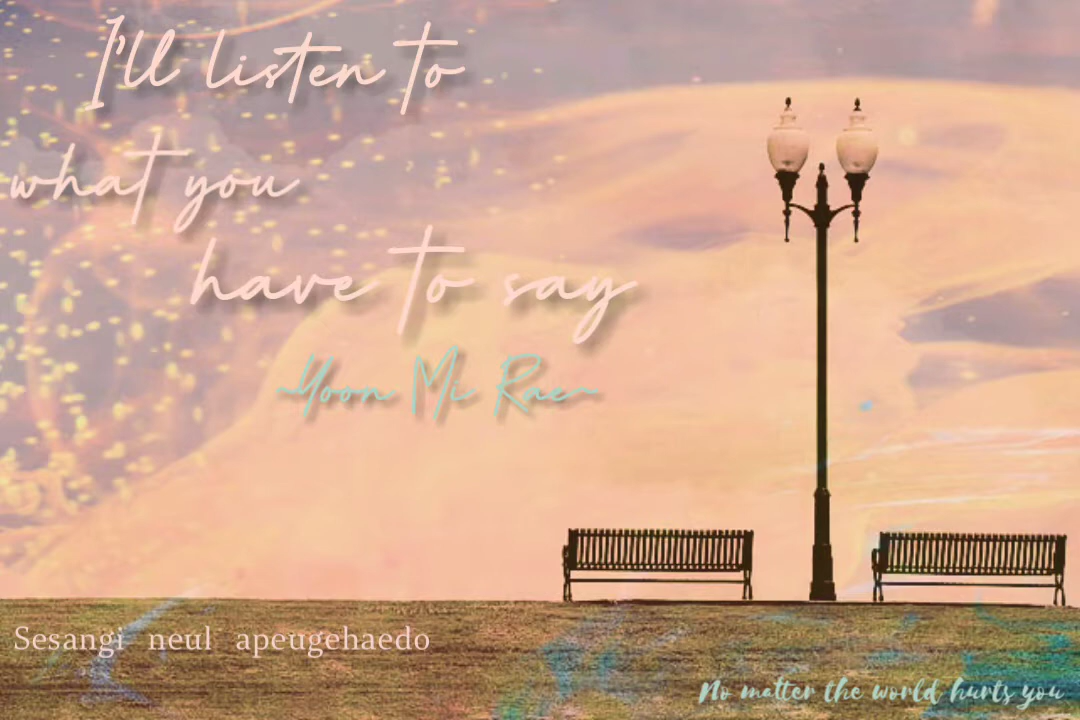 I'll listen to
what you
have to say
~Yoon Mi Rae~
Sesangi neul apeugehaedo
No matter the world hurts you